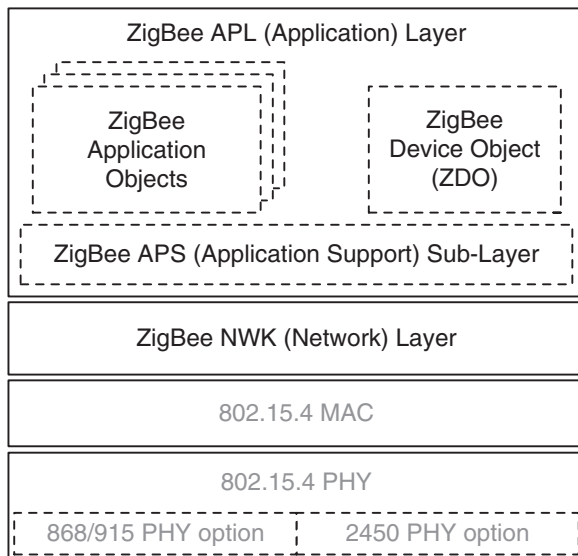 ZigBee APL (Application) Layer
ZigBee
Application
Objects
ZigBee
Device Object
(ZDO)
ZigBee APS (Application Support) Sub-Layer
ZigBee NWK (Network) Layer
802.15.4 MAC
802.15.4 PHY
868/915 PHY option
2450 PHY option